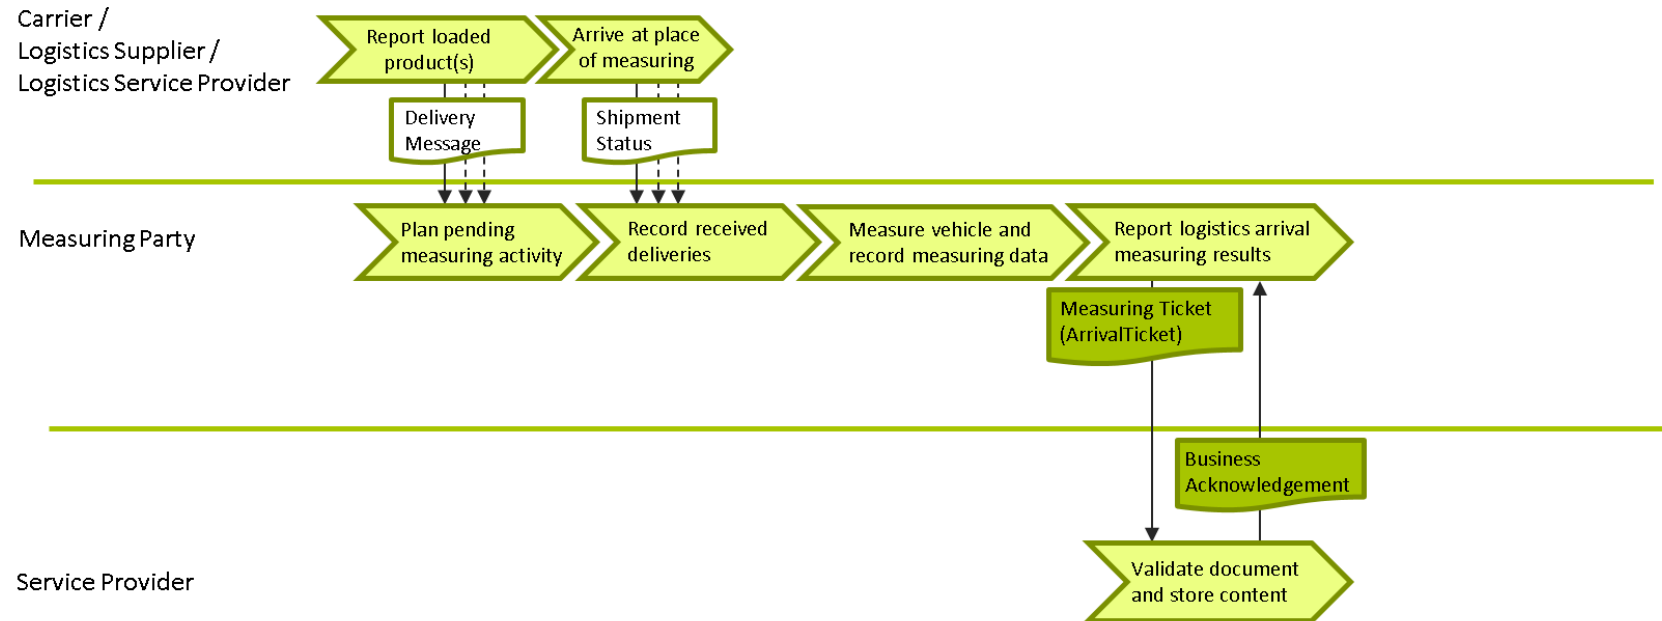 Carrier /
Logistics Supplier /
Logistics Service Provider
Report loaded
product(s)
Arrive at place
of measuring
Delivery
Message
Shipment
Status
Measuring Party
Plan pending
measuring activity
Record received
deliveries
Measure vehicle and
record measuring data
Report logistics arrival
measuring results
Measuring Ticket
(ArrivalTicket)
Business
Acknowledgement
Service Provider
Validate document
and store content